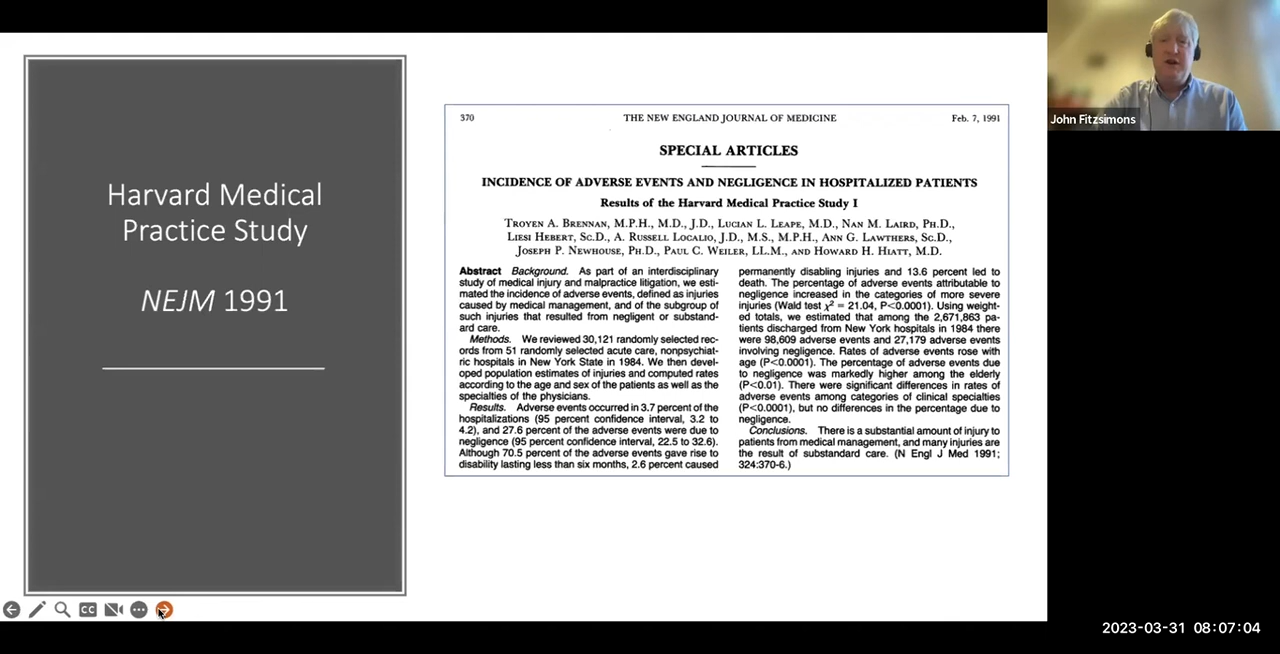 Harvard Medical
Practice Study
NEJM 1991
370 THE NEW ENGLAND JOURNAL OF MEDICINE Feb. 7, 1991
SPECIAL ARTICLES
INCIDENCE OF ADVERSE EVENTS AND NEGLIGENCE IN HOSPITALIZED PATIENTS
Results of the Harvard Medical Practice Study I
TROYEN A. BRENNAN, M.P.H., M.D., J.D., LUCIAN L. LEAPE, M.D., NAN M. LAIRD, PH.D.,
LIESI HEBERT, SC.D., A. RUSSELL LOCALIO, J.D., M.S., M.P.H., ANN G. LAWTHERS, SC.D.,
JOSEPH P. NEWHOUSE, PH.D., PAUL C. WEILER, LL.M., AND HOWARD H. HIATT, M.D.
Abstract Background. As part of an interdisciplinary
study of medical injury and malpractice litigation, we esti-
mated the incidence of adverse events, defined as injuries
caused by medical management, and of the subgroup of
such injuries that resulted from negligent or substand-
ard care.
Methods. We reviewed 30,121 randomly selected rec-
ords from 51 randomly selected acute care, nonpsychiat-
ric hospitals in New York State in 1984. We then devel-
oped population estimates of injuries and computed rates
according to the age and sex of the patients as well as the
specialties of the physicians.
Results. Adverse events occurred in 3.7 percent of the
hospitalizations (95 percent confidence interval, 3.2 to
4.2), and 27.6 percent of the adverse events were due to
negligence (95 percent confidence interval, 22.5 to 32.6).
Although 70.5 percent of the adverse events gave rise to
disability lasting less than six months, 2.6 percent caused
permanently disabling injuries and 13.6 percent led to
death. The percentage of adverse events attributable to
negligence increased in the categories of more severe
injuries (Wald test χ² = 21.04, P<0.0001). Using weight-
ed totals, we estimated that among the 2,671,863 pa-
tients discharged from New York hospitals in 1984 there
were 98,609 adverse events and 27,179 adverse events
involving negligence. Rates of adverse events rose with
age (P<0.0001). The percentage of adverse events due
to negligence was markedly higher among the elderly
(P<0.01). There were significant differences in rates of
adverse events among categories of clinical specialties
(P<0.0001), but no differences in the percentage due to
negligence.
Conclusions. There is a substantial amount of injury to
patients from medical management, and many injuries are
the result of substandard care. (N Engl J Med 1991;
324:370-6.)
John Fitzsimons
CC
2023-03-31 08:07:04